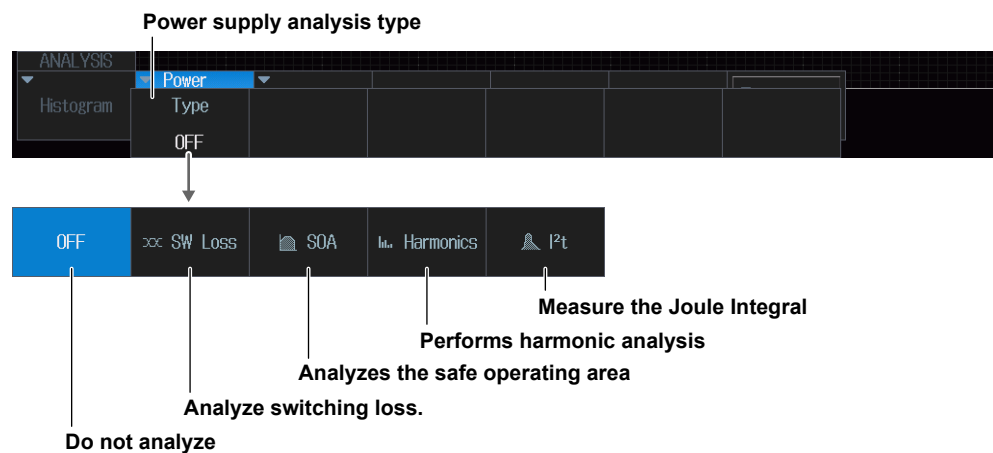 Power supply analysis type
ANALYSIS
Power
Histogram
Type
OFF
OFF
SW Loss
SOA
Harmonics
I²t
Measure the Joule Integral
Performs harmonic analysis
Analyzes the safe operating area
Analyze switching loss.
Do not analyze